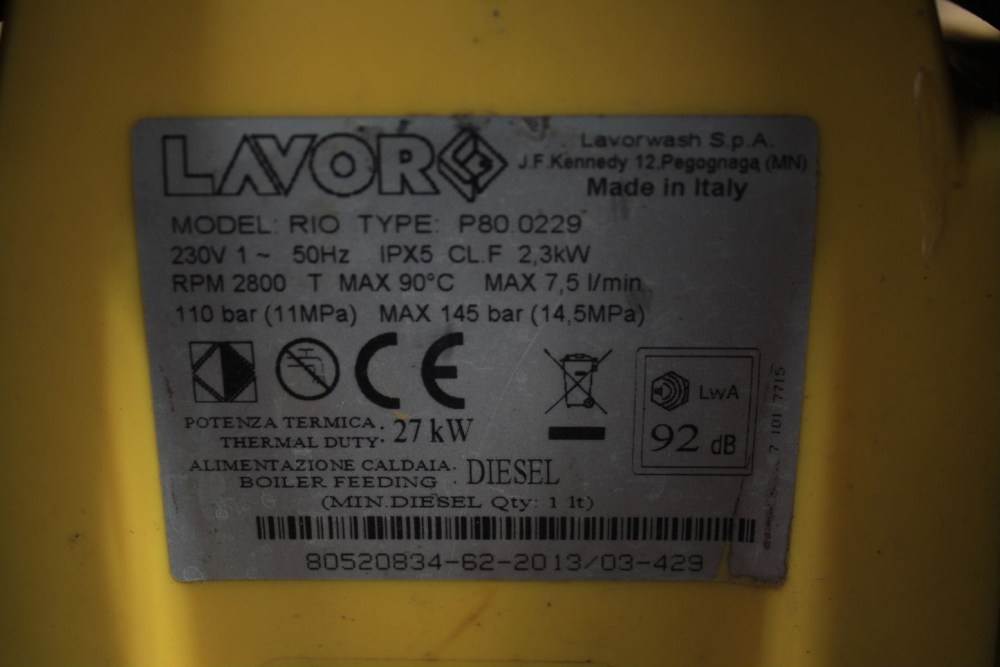 LAVOR
Lavorwash S.p.A.
J.F.Kennedy 12,Pegognaga (MN)
Made in Italy
MODEL: RIO TYPE: P80.0229
230V 1~ 50Hz IPX5 CL.F 2,3kW
RPM 2800 T MAX 90°C MAX 7,5 l/min
110 bar (11MPa) MAX 145 bar (14,5MPa)
CE
LwA
92 dB
POTENZA TERMICA.
THERMAL DUTY: 27 kW
ALIMENTAZIONE CALDAIA.
BOILER FEEDING . DIESEL
(MIN.DIESEL Qty: 1 lt)
80520834-62-2013/03-429
7 101 7715